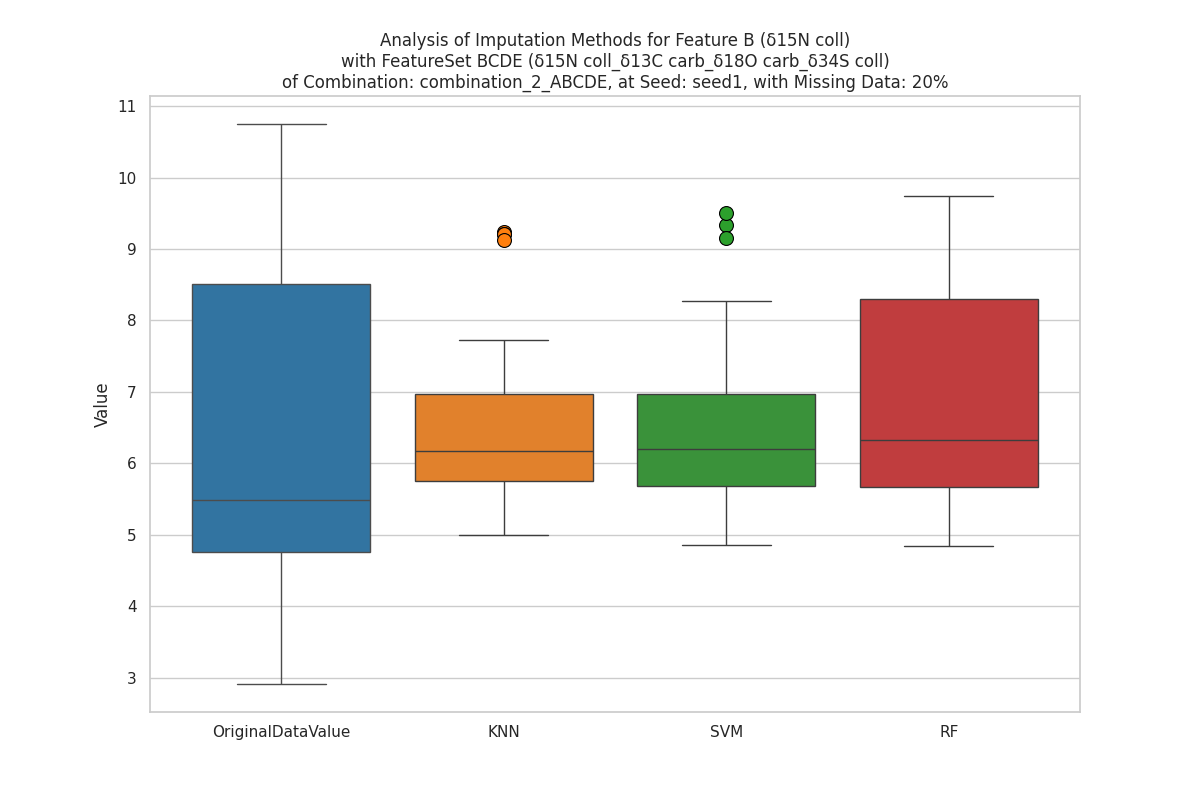 Analysis of Imputation Methods for Feature B (δ15N coll)
with FeatureSet BCDE (δ15N coll_δ13C carb_δ18O carb_δ34S coll)
of Combination: combination_2_ABCDE, at Seed: seed1, with Missing Data: 20%
11
10
9
8
7
6
5
4
3
Value
OriginalDataValue
KNN
SVM
RF